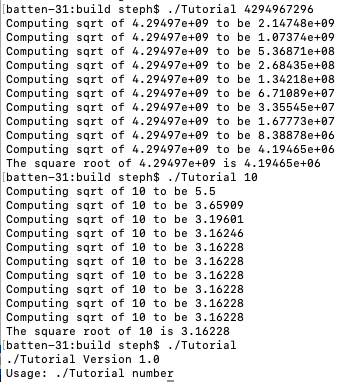 [batten-31:build steph$ ./Tutorial 4294967296
Computing sqrt of 4.29497e+09 to be 2.14748e+09
Computing sqrt of 4.29497e+09 to be 1.07374e+09
Computing sqrt of 4.29497e+09 to be 5.36871e+08
Computing sqrt of 4.29497e+09 to be 2.68435e+08
Computing sqrt of 4.29497e+09 to be 1.34218e+08
Computing sqrt of 4.29497e+09 to be 6.71089e+07
Computing sqrt of 4.29497e+09 to be 3.35545e+07
Computing sqrt of 4.29497e+09 to be 1.67773e+07
Computing sqrt of 4.29497e+09 to be 8.38878e+06
Computing sqrt of 4.29497e+09 to be 4.19465e+06
The square root of 4.29497e+09 is 4.19465e+06
[batten-31:build steph$ ./Tutorial 10
Computing sqrt of 10 to be 5.5
Computing sqrt of 10 to be 3.65909
Computing sqrt of 10 to be 3.19601
Computing sqrt of 10 to be 3.16246
Computing sqrt of 10 to be 3.16228
Computing sqrt of 10 to be 3.16228
Computing sqrt of 10 to be 3.16228
Computing sqrt of 10 to be 3.16228
Computing sqrt of 10 to be 3.16228
Computing sqrt of 10 to be 3.16228
The square root of 10 is 3.16228
[batten-31:build steph$ ./Tutorial
./Tutorial Version 1.0
Usage: ./Tutorial number